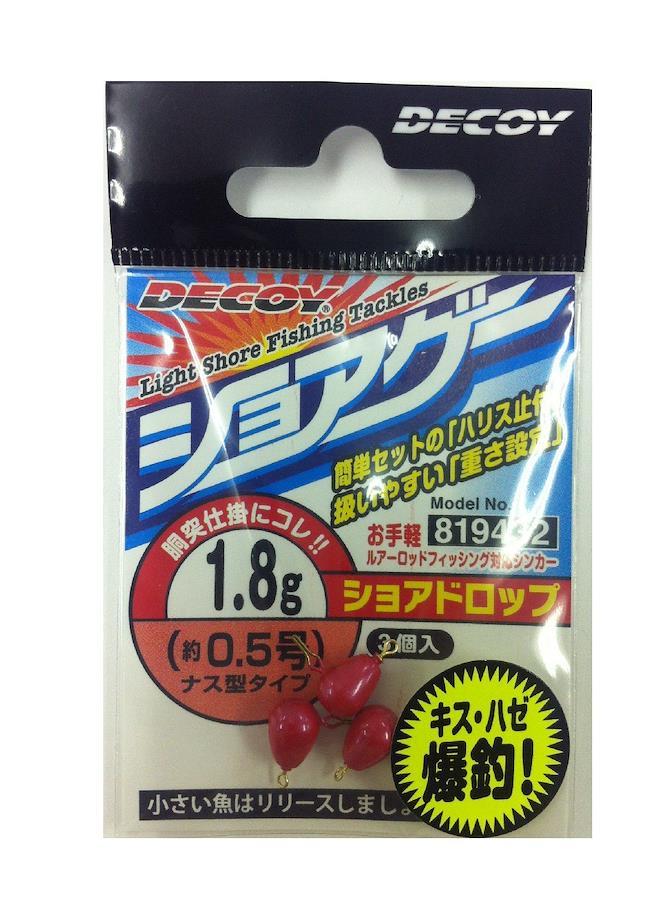 DECOY
DECOY®
Light Shore Fishing Tackles
ショアゲー
簡単セットの「ハリス止付」
扱いやすい「重さ設定」
Model No.
お手軽 819432
ルアーロッドフィッシング対応シンカー
胴突仕掛にコレ!!
1.8g
ショアドロップ
(約0.5号)
ナス型タイプ
3個入
キス・ハゼ
爆釣!
小さい魚はリリースしましょ